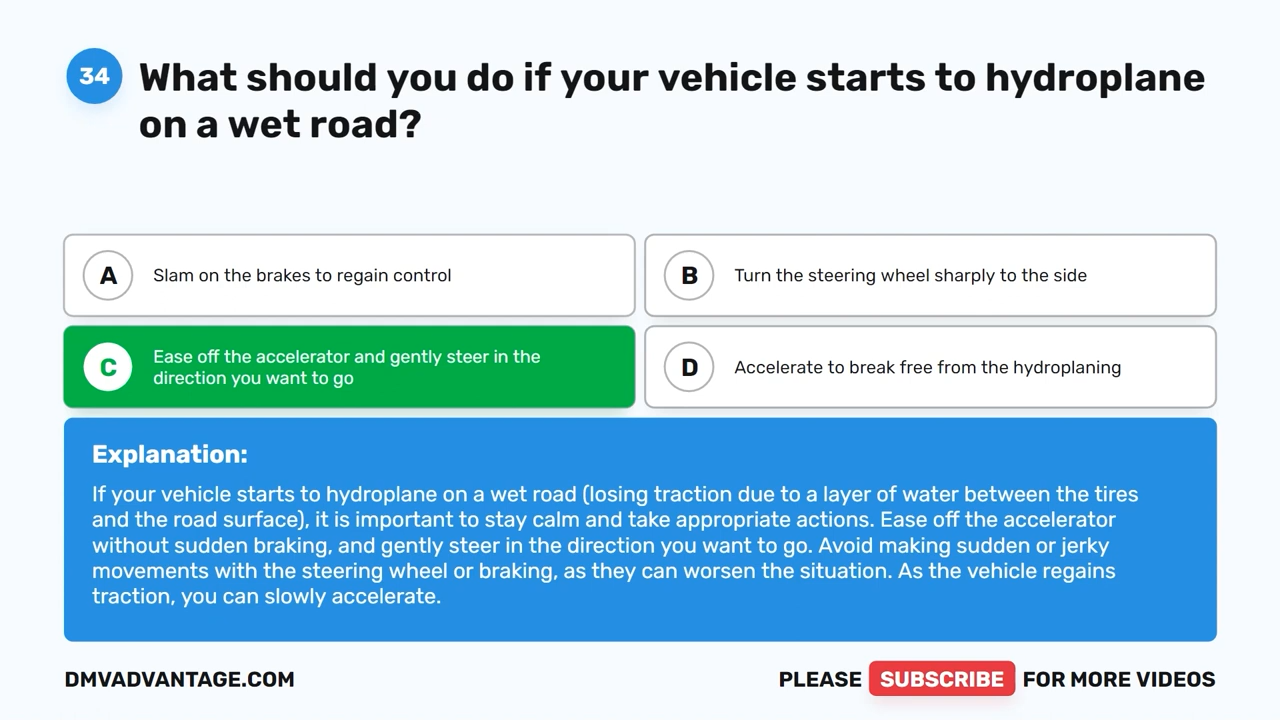 34
What should you do if your vehicle starts to hydroplane
on a wet road?
A
Slam on the brakes to regain control
B
Turn the steering wheel sharply to the side
C
Ease off the accelerator and gently steer in the
direction you want to go
D
Accelerate to break free from the hydroplaning
Explanation:
If your vehicle starts to hydroplane on a wet road (losing traction due to a layer of water between the tires
and the road surface), it is important to stay calm and take appropriate actions. Ease off the accelerator
without sudden braking, and gently steer in the direction you want to go. Avoid making sudden or jerky
movements with the steering wheel or braking, as they can worsen the situation. As the vehicle regains
traction, you can slowly accelerate.
DMVADVANTAGE.COM
PLEASE SUBSCRIBE FOR MORE VIDEOS